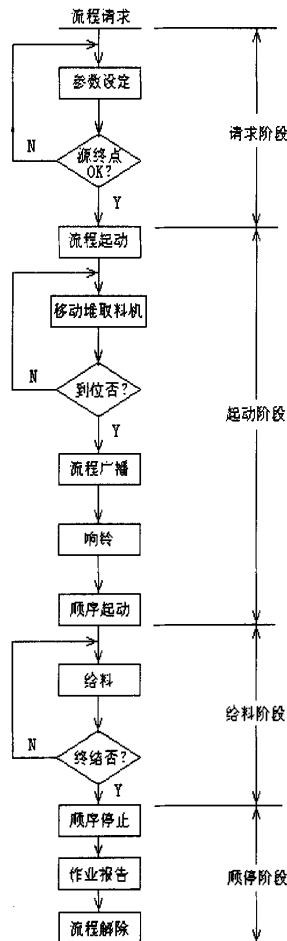 流程请求
参数设定
N
源终点
OK?
请求阶段
Y
流程起动
移动堆取料机
N
到位否?
起动阶段
Y
流程广播
响铃
顺序起动
给料
给料阶段
N
终结否?
Y
顺序停止
作业报告
顺停阶段
流程解除